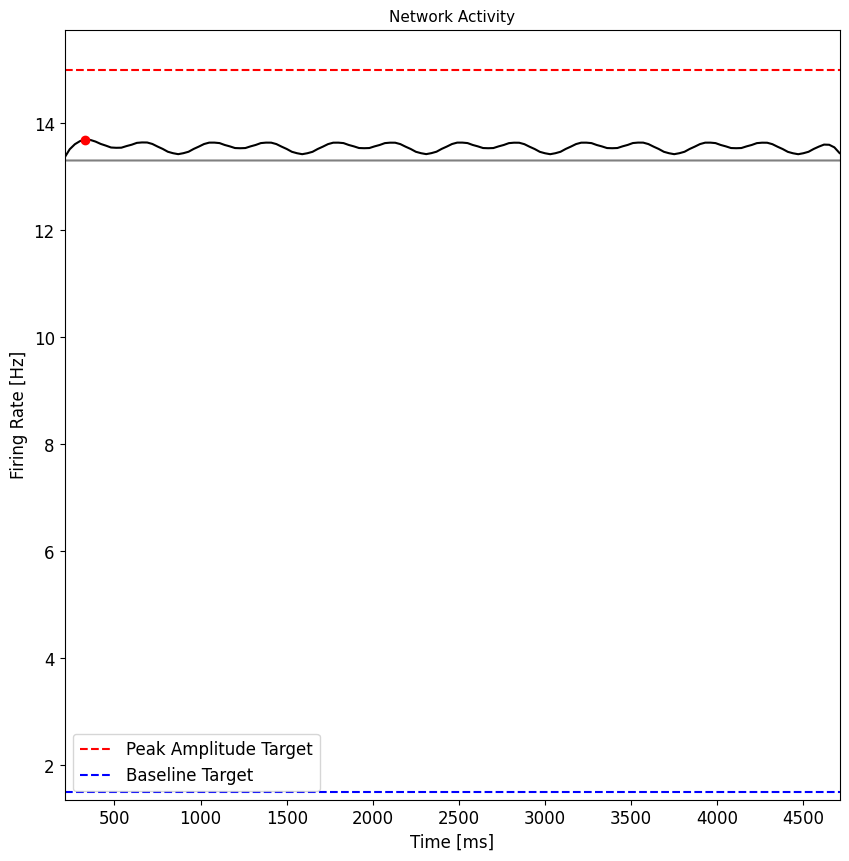 Network Activity
14
12
10
8
6
4
2
Firing Rate [Hz]
Peak Amplitude Target
Baseline Target
500 1000 1500 2000 2500 3000 3500 4000 4500
Time [ms]